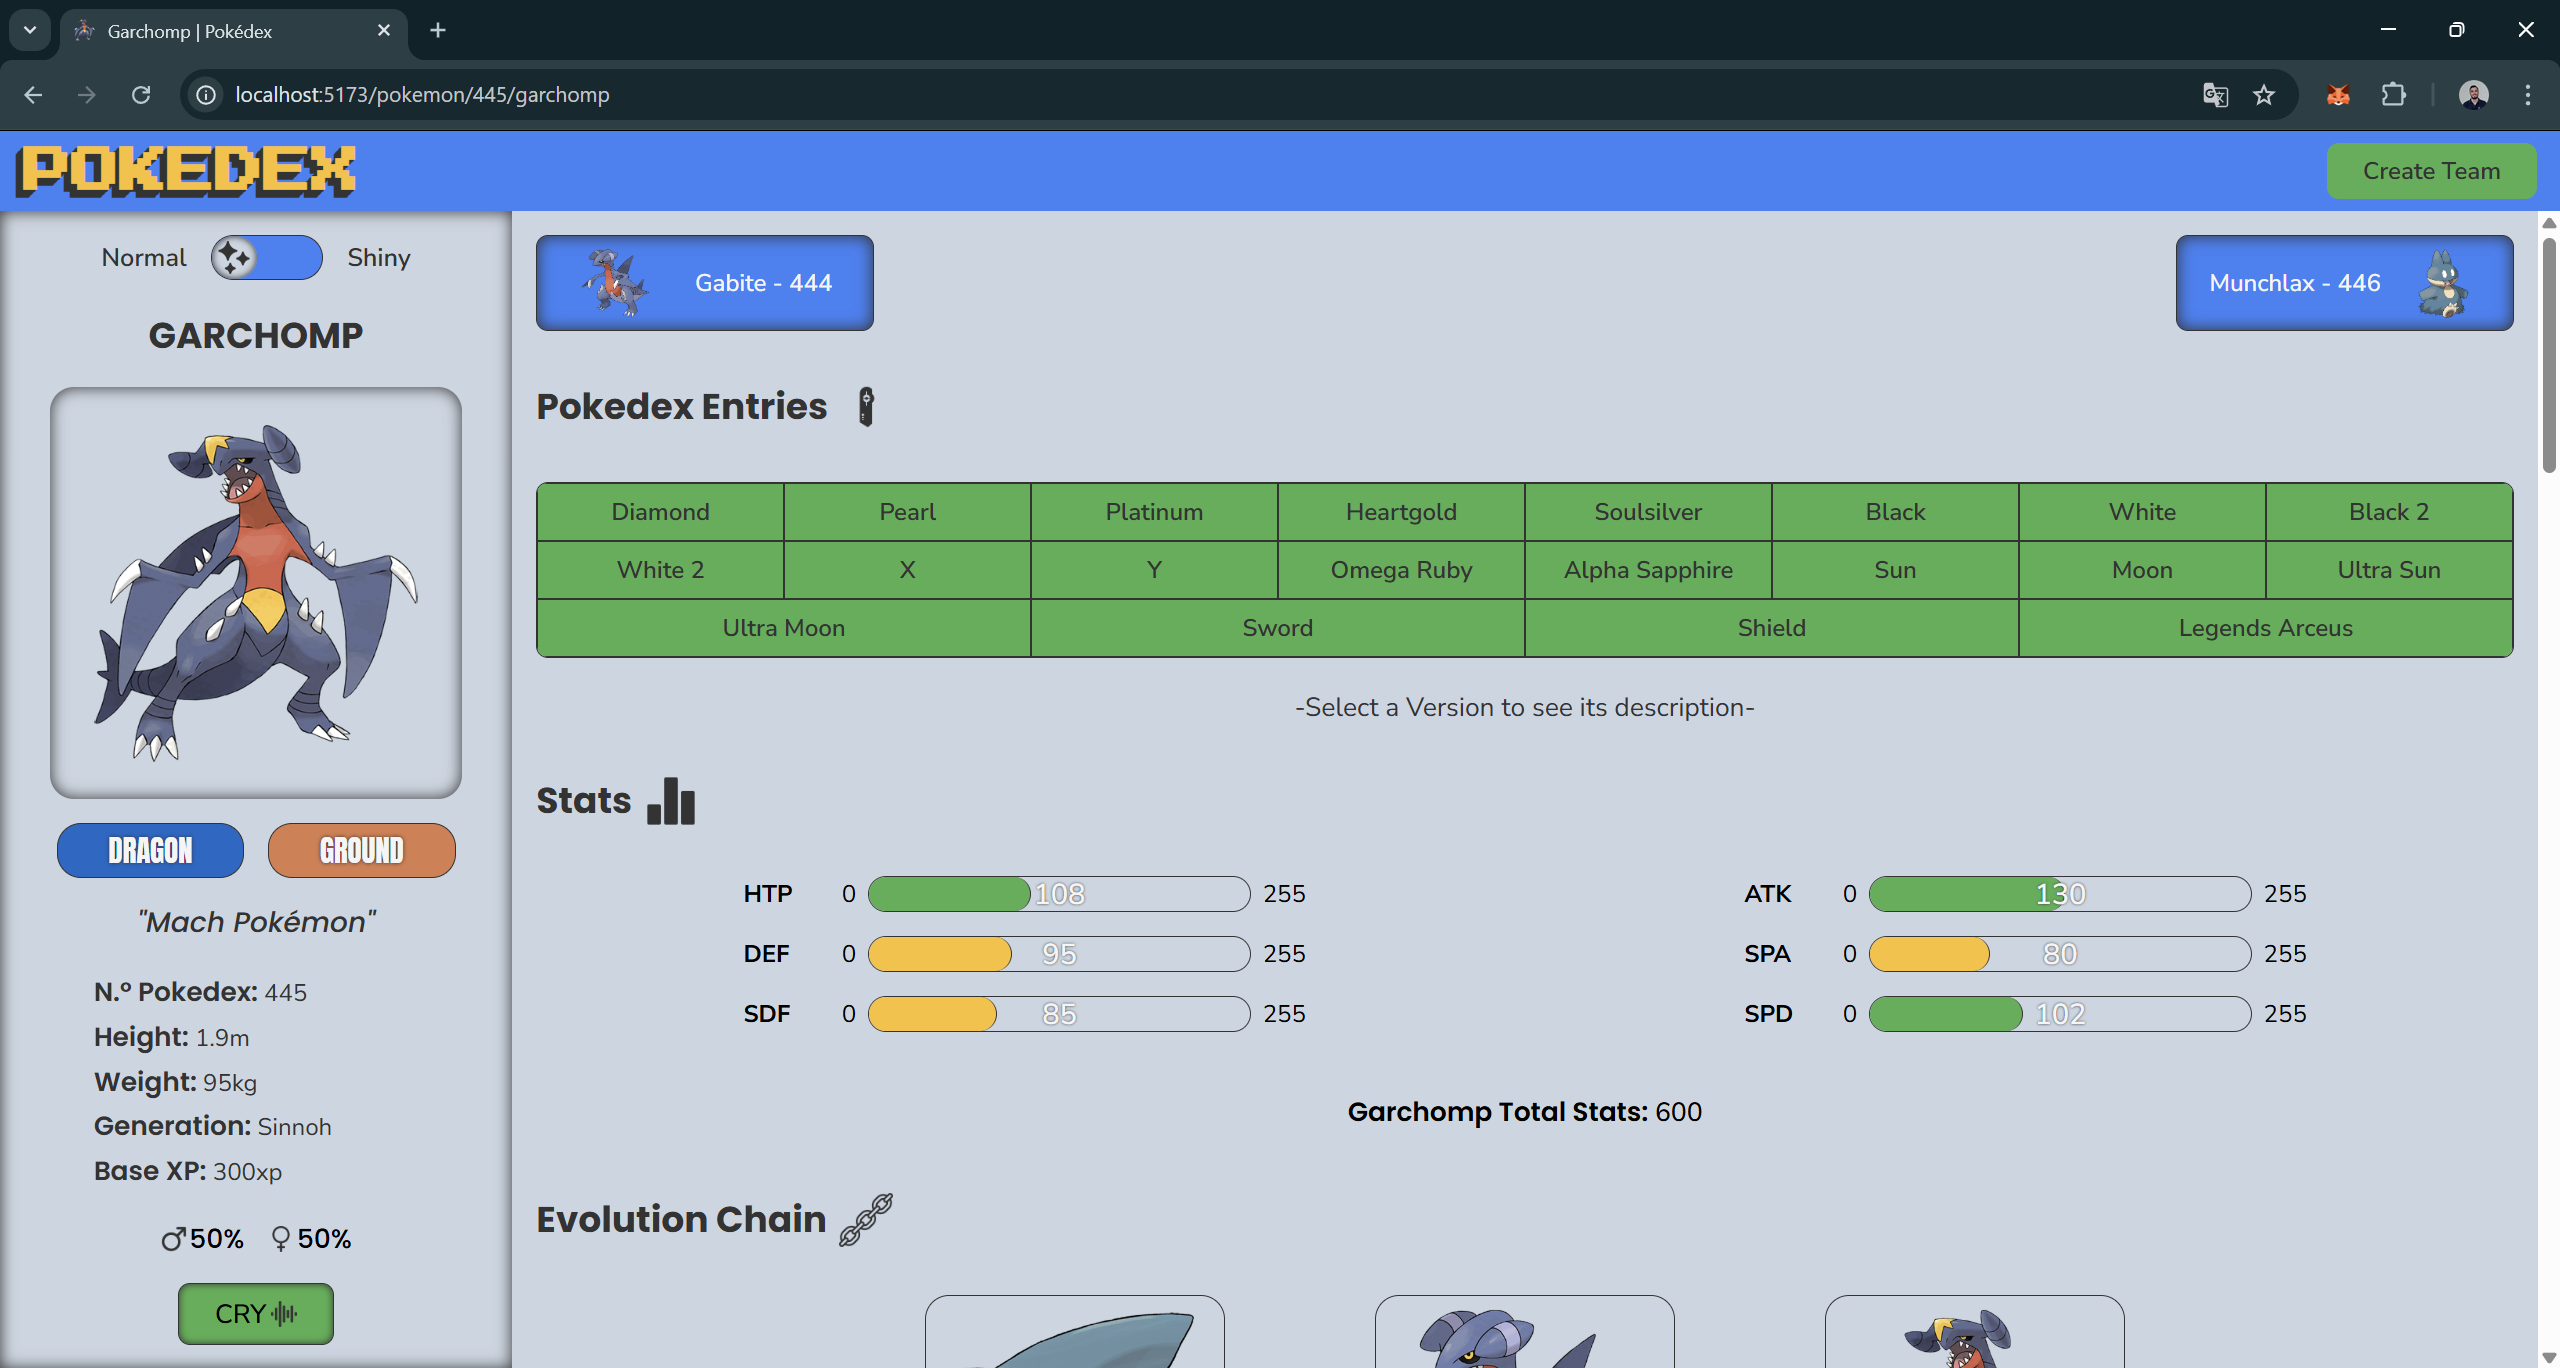 Garchomp | Pokédex
localhost:5173/pokemon/445/garchomp
POKEDEX
Create Team
Normal Shiny
GARCHOMP
DRAGON GROUND
"Mach Pokémon"
N.º Pokedex: 445
Height: 1.9m
Weight: 95kg
Generation: Sinnoh
Base XP: 300xp
♂50% ♀50%
CRY
Gabite - 444
Munchlax - 446
Pokedex Entries
Diamond Pearl Platinum Heartgold Soulsilver Black White Black 2
White 2 X Y Omega Ruby Alpha Sapphire Sun Moon Ultra Sun
Ultra Moon Sword Shield Legends Arceus
-Select a Version to see its description-
Stats
HTP 0 108 255 ATK 0 130 255
DEF 0 95 255 SPA 0 80 255
SDF 0 85 255 SPD 0 102 255
Garchomp Total Stats: 600
Evolution Chain